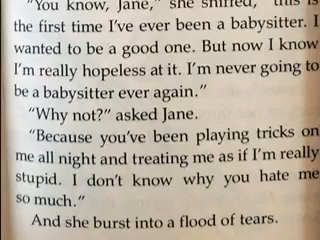 "You know, Jane," she sniffed, "this is
the first time I've ever been a babysitter. I
wanted to be a good one. But now I know
I'm really hopeless at it. I'm never going to
be a babysitter ever again."
"Why not?" asked Jane.
"Because you've been playing tricks on
me all night and treating me as if I'm really
stupid. I don't know why you hate me
so much."
And she burst into a flood of tears.